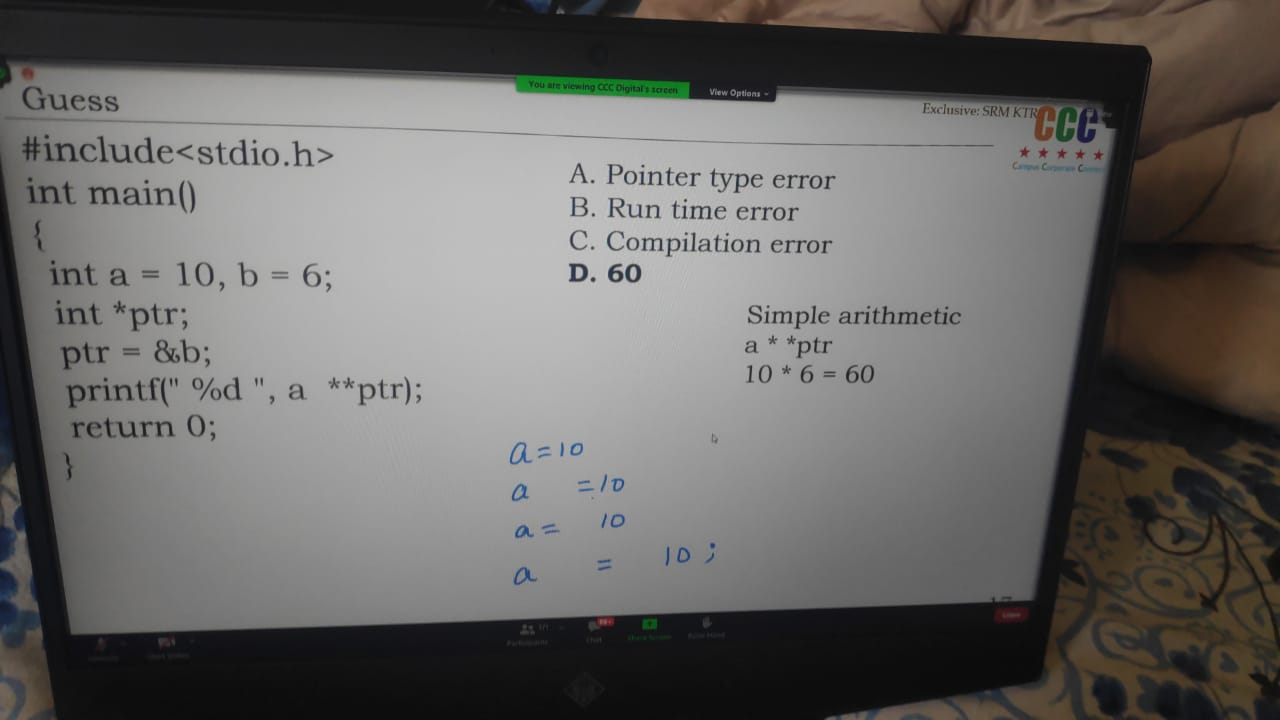 You are viewing CCC Digital's screen
View Options
Guess
Exclusive: SRM KTR
CCC
Campus Corporate Connect
#include<stdio.h>
int main()
{
int a = 10, b = 6;
int *ptr;
ptr = &b;
printf(" %d ", a  **ptr);
return 0;
}
A. Pointer type error
B. Run time error
C. Compilation error
D. 60
Simple arithmetic
a * *ptr
10 * 6 = 60
a=10
a =10
a= 10
a = 10 ;
Participants
Chat
Share Screen
Raise Hand